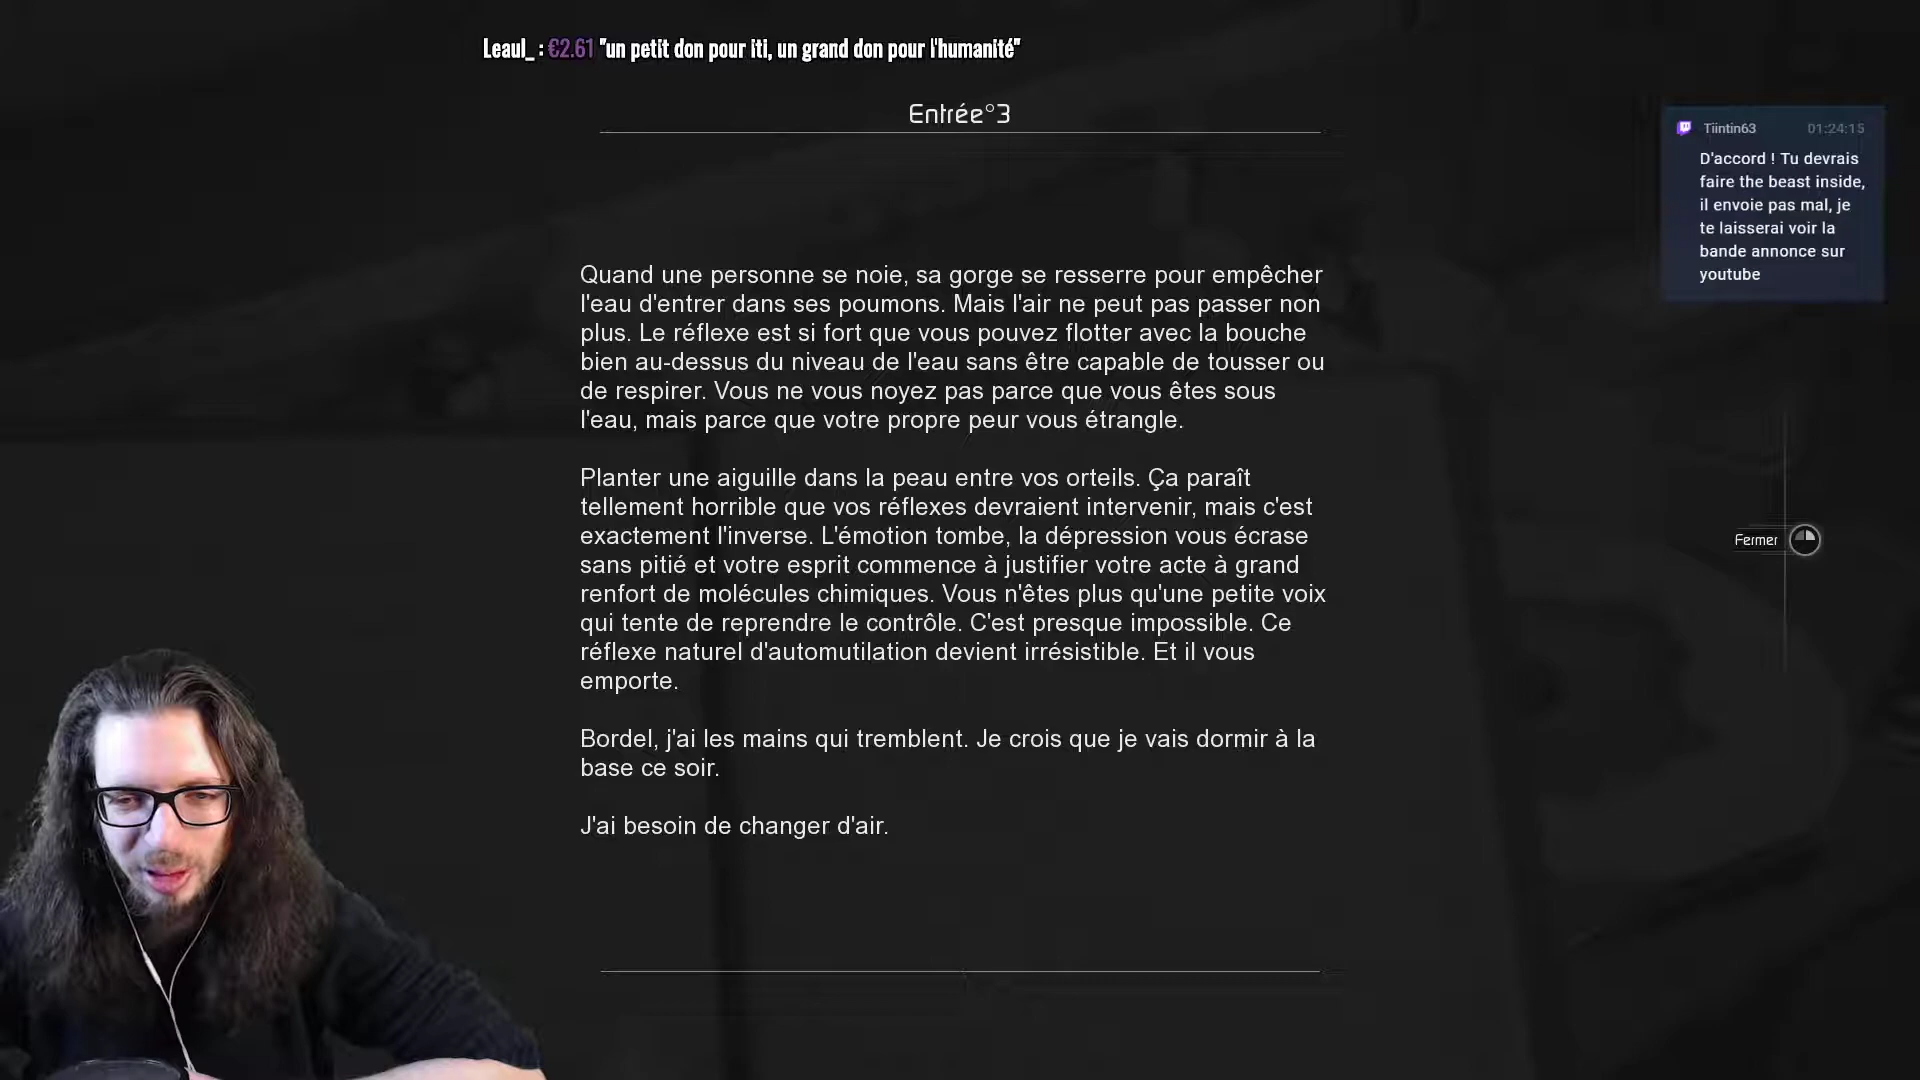 Leaul_ : €2.61 "un petit don pour iti, un grand don pour l'humanité"
Entrée°3
Tiintin63 01:24:15
D'accord ! Tu devrais
faire the beast inside,
il envoie pas mal, je
te laisserai voir la
bande annonce sur
youtube
Quand une personne se noie, sa gorge se resserre pour empêcher
l'eau d'entrer dans ses poumons. Mais l'air ne peut pas passer non
plus. Le réflexe est si fort que vous pouvez flotter avec la bouche
bien au-dessus du niveau de l'eau sans être capable de tousser ou
de respirer. Vous ne vous noyez pas parce que vous êtes sous
l'eau, mais parce que votre propre peur vous étrangle.
Planter une aiguille dans la peau entre vos orteils. Ça paraît
tellement horrible que vos réflexes devraient intervenir, mais c'est
exactement l'inverse. L'émotion tombe, la dépression vous écrase
sans pitié et votre esprit commence à justifier votre acte à grand
renfort de molécules chimiques. Vous n'êtes plus qu'une petite voix
qui tente de reprendre le contrôle. C'est presque impossible. Ce
réflexe naturel d'automutilation devient irrésistible. Et il vous
emporte.
Bordel, j'ai les mains qui tremblent. Je crois que je vais dormir à la
base ce soir.
J'ai besoin de changer d'air.
Fermer